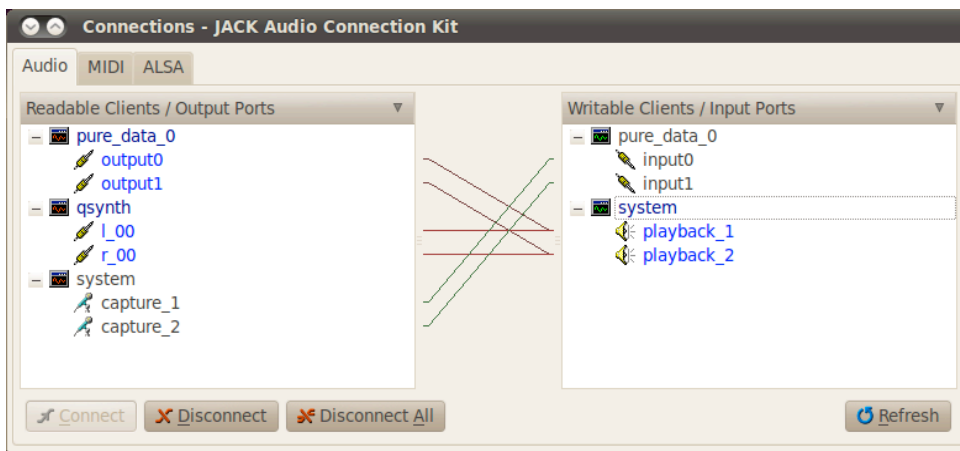 Connections - JACK Audio Connection Kit
Audio MIDI ALSA
Readable Clients / Output Ports
pure_data_0
output0
output1
qsynth
l_00
r_00
system
capture_1
capture_2
Writable Clients / Input Ports
pure_data_0
input0
input1
system
playback_1
playback_2
Connect Disconnect Disconnect All Refresh